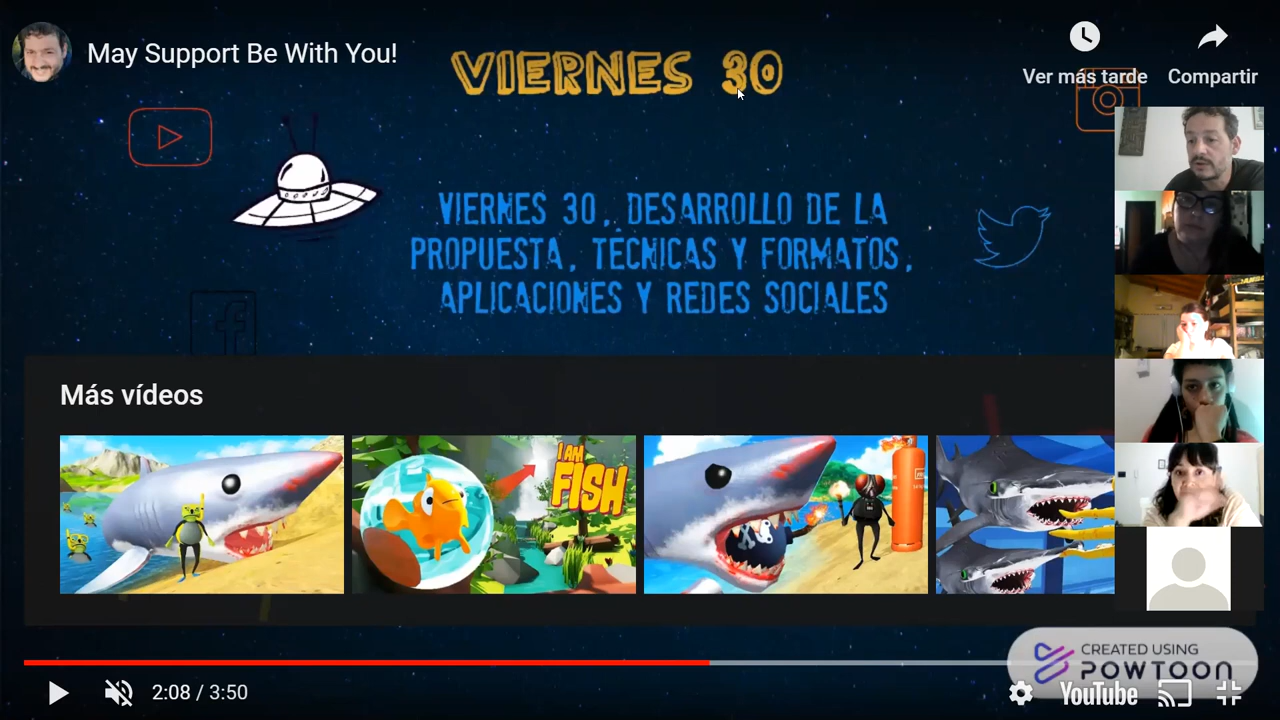 May Support Be With You!
VIERNES 30
Ver más tarde
Compartir
VIERNES 30, DESARROLLO DE LA
PROPUESTA, TÉCNICAS Y FORMATOS,
APLICACIONES Y REDES SOCIALES
Más vídeos
I AM
FISH
CREATED USING
POWTOON
2:08 / 3:50
YouTube